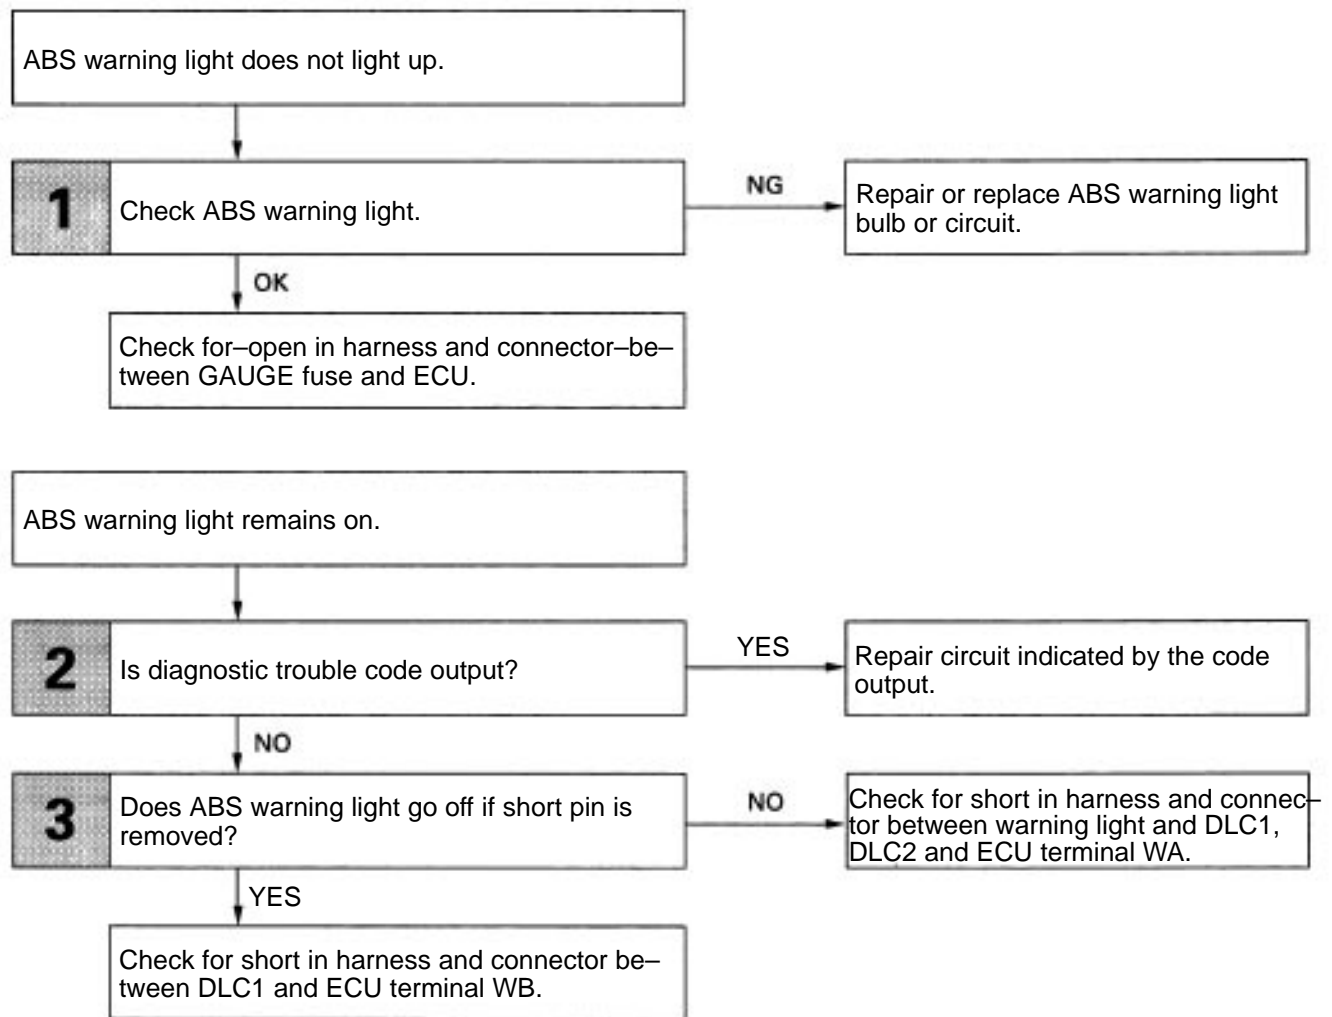 ABS warning light does not light up.
1
Check ABS warning light.
NG
Repair or replace ABS warning light
bulb or circuit.
OK
Check for–open in harness and connector–be–
tween GAUGE fuse and ECU.
ABS warning light remains on.
2
Is diagnostic trouble code output?
YES
Repair circuit indicated by the code
output.
NO
3
Does ABS warning light go off if short pin is
removed?
NO
Check for short in harness and connec–
tor between warning light and DLC1,
DLC2 and ECU terminal WA.
YES
Check for short in harness and connector be–
tween DLC1 and ECU terminal WB.